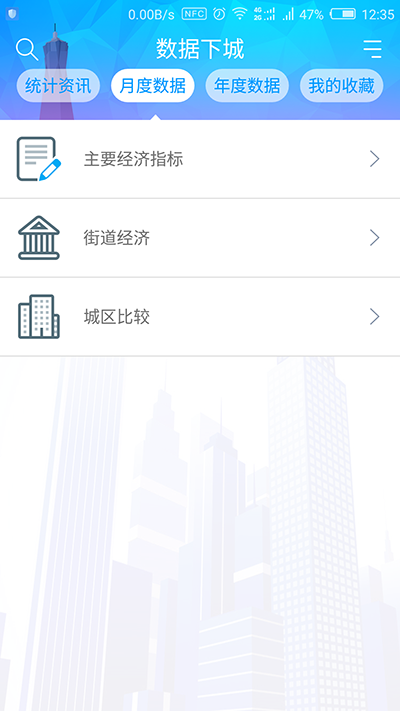 0.00B/s NFC 4G 2G 47% 12:35
数据下城
统计资讯 月度数据 年度数据 我的收藏
主要经济指标
街道经济
城区比较